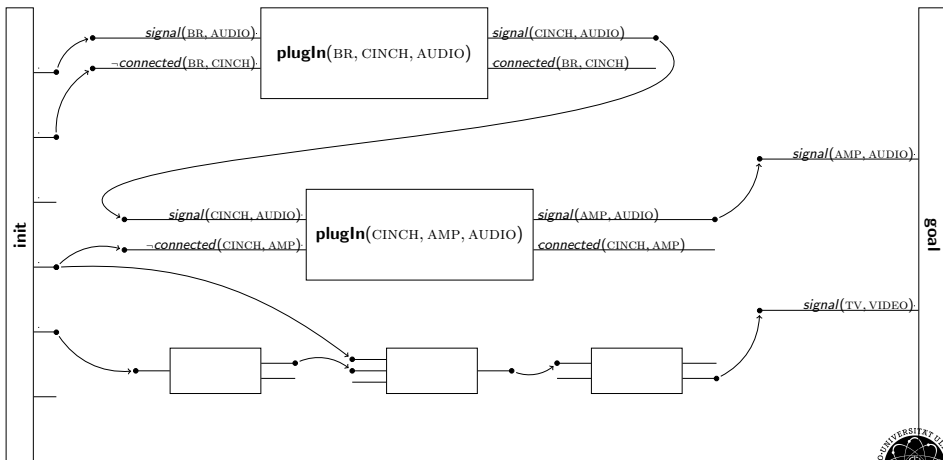 signal(BR, AUDIO)
¬connected(BR, CINCH)
plugIn(BR, CINCH, AUDIO)
signal(CINCH, AUDIO)
connected(BR, CINCH)
signal(AMP, AUDIO)
init
signal(CINCH, AUDIO)
¬connected(CINCH, AMP)
plugIn(CINCH, AMP, AUDIO)
signal(AMP, AUDIO)
connected(CINCH, AMP)
goal
signal(TV, VIDEO)
O·UNIVERSITÄT UL